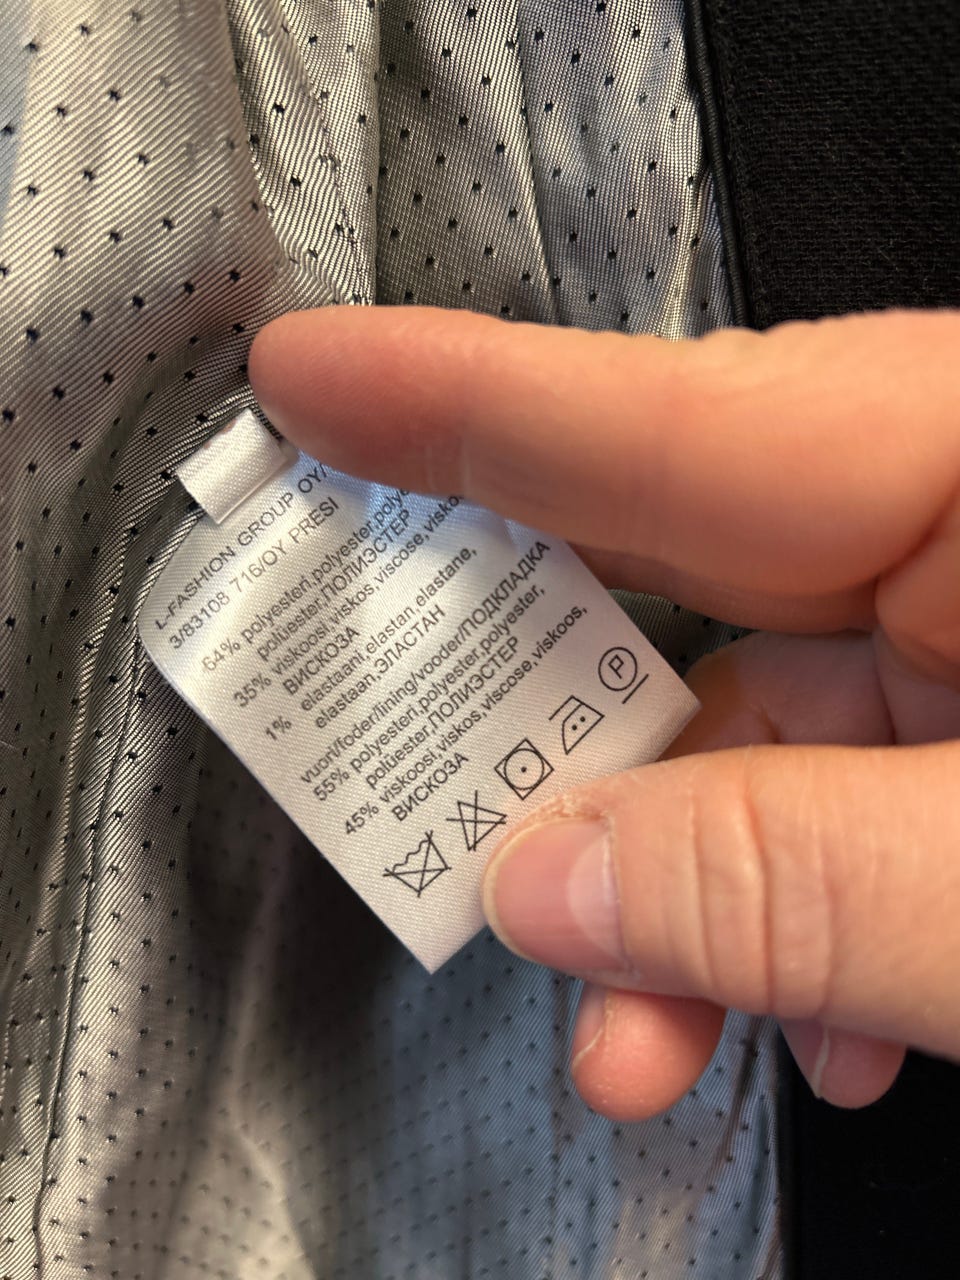 L-FASHION GROUP OY/
3/83108 716/OY PRESI
64% polyesteri,polyester,polye
polüester,ПОЛИЭСТЕР
35% viskoosi,viskos,viscose,visko
ВИСКОЗА
1% elastaani,elastan,elastane,
elastaan,ЭЛАСТАН
vuori/foder/lining/vooder/ПОДКЛАДКА
55% polyesteri,polyester,polyester,
polüester,ПОЛИЭСТЕР
45% viskoosi,viskos,viscose,viskoos,
ВИСКОЗА
P